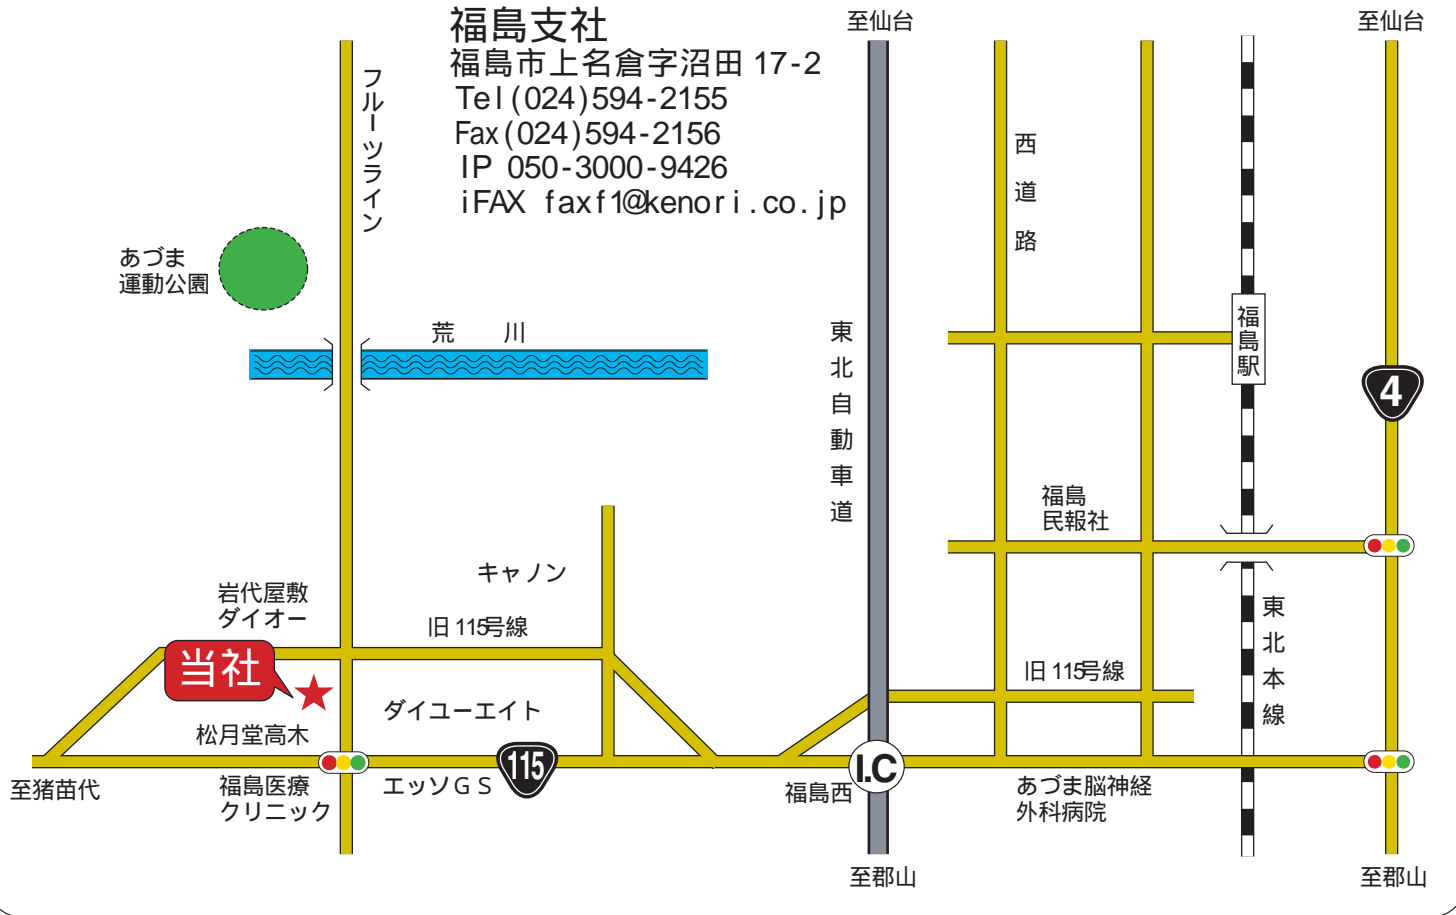 福島支社
福島市上名倉字沼田 17-2
Tel(024)594-2155
Fax(024)594-2156
IP 050-3000-9426
iFAX faxf1@kenori.co.jp
至仙台
至仙台
フルーツライン
西道路
あづま
運動公園
荒川
東北自動車道
福島駅
4
福島
民報社
キャノン
岩代屋敷
ダイオー
旧115号線
東北本線
当社
旧115号線
ダイユーエイト
松月堂高木
115
I.C
至猪苗代
福島医療
クリニック
エッソGS
福島西
あづま脳神経
外科病院
至郡山
至郡山